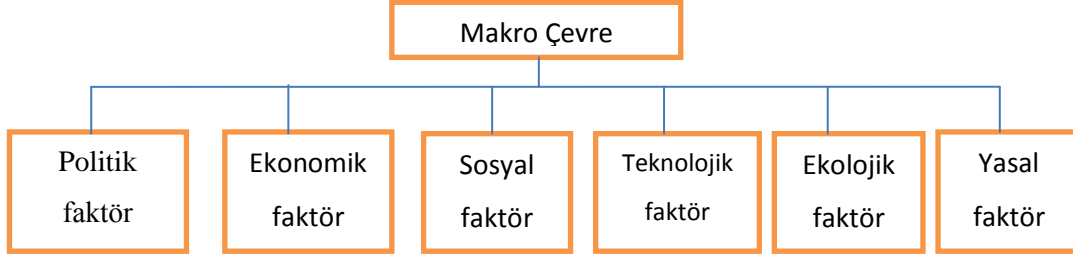 Makro Çevre
Politik
faktör
Ekonomik
faktör
Sosyal
faktör
Teknolojik
faktör
Ekolojik
faktör
Yasal
faktör